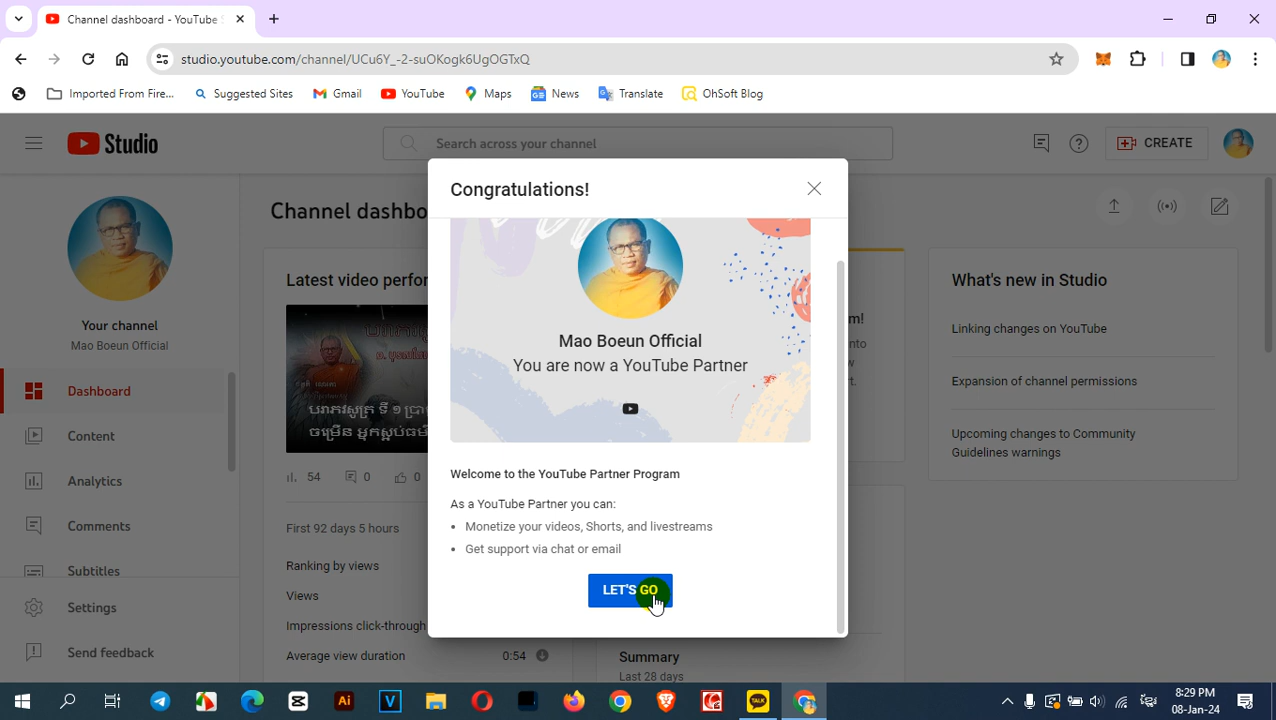 Channel dashboard - YouTube S
studio.youtube.com/channel/UCu6Y_-2-suOKogk6UgOGTxQ
Imported From Fire...
Suggested Sites
Gmail
YouTube
Maps
News
Translate
OhSoft Blog
Studio
Search across your channel
CREATE
Congratulations!
Channel dashbo
Mao Boeun Official
You are now a YouTube Partner
Welcome to the YouTube Partner Program
As a YouTube Partner you can:
• Monetize your videos, Shorts, and livestreams
• Get support via chat or email
LET'S GO
Your channel
Mao Boeun Official
Dashboard
Content
Analytics
Comments
Subtitles
Settings
Send feedback
Latest video perfor
54
0
0
First 92 days 5 hours
Ranking by views
Views
Impressions click-through
Average view duration
0:54
m!
nto
w
rt.
Summary
Last 28 days
What's new in Studio
Linking changes on YouTube
Expansion of channel permissions
Upcoming changes to Community
Guidelines warnings
Ai
V
TALK
8:29 PM
08-Jan-24